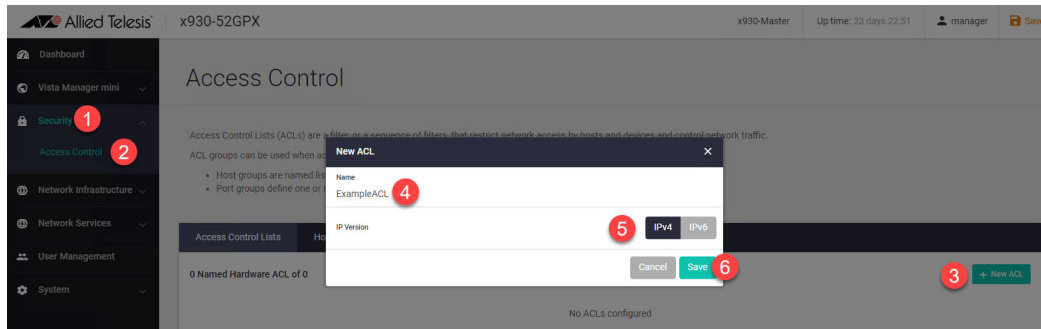 Allied Telesis
x930-52GPX
x930-Master
Up time: 23 days 22:51
manager
Save
Dashboard
Vista Manager mini
Security
1
Access Control
2
Network Infrastructure
Network Services
User Management
System
Access Control
Access Control Lists (ACLs) are a filter or a sequence of filters, that restrict network access by hosts and devices and control network traffic.
ACL groups can be used when ad
Host groups are named lis
Port groups define one or
New ACL
×
Name
ExampleACL
4
IP Version
5
IPv4
IPv6
Cancel
Save
6
Access Control Lists
Ho
0 Named Hardware ACL of 0
3
+ New ACL
No ACLs configured